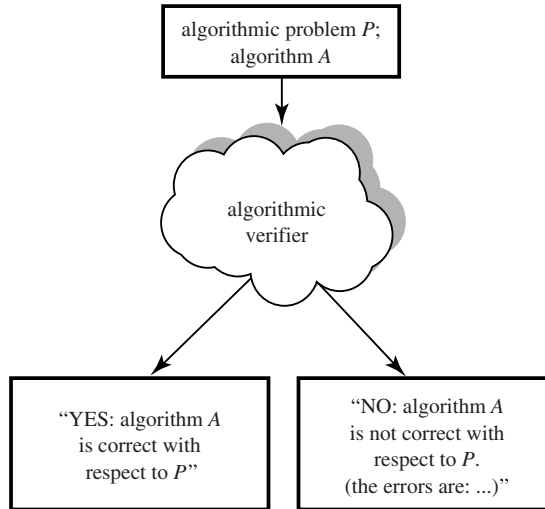 algorithmic problem P;
algorithm A
algorithmic
verifier
“YES: algorithm A
is correct with
respect to P”
“NO: algorithm A
is not correct with
respect to P.
(the errors are: ...)”